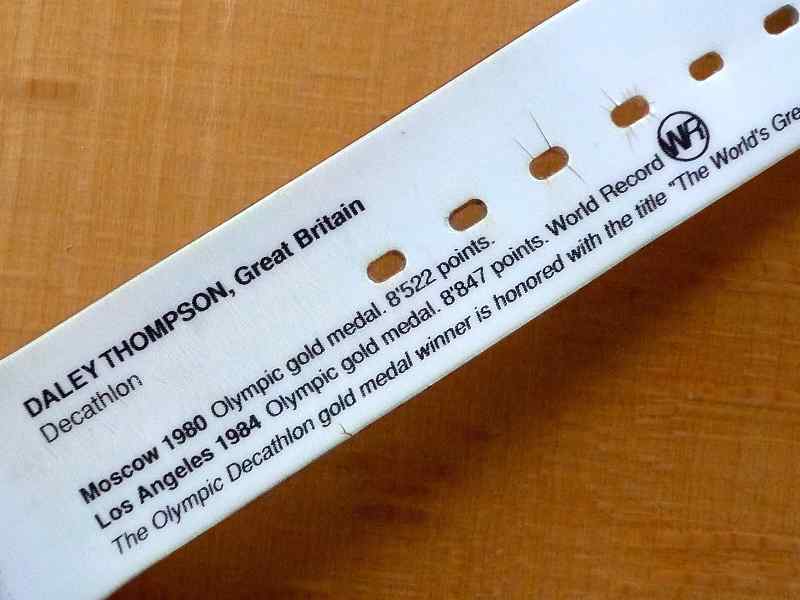 DALEY THOMPSON, Great Britain
Decathlon
Moscow 1980 Olympic gold medal. 8'522 points.
Los Angeles 1984 Olympic gold medal. 8'847 points. World Record WR
The Olympic Decathlon gold medal winner is honored with the title "The World's